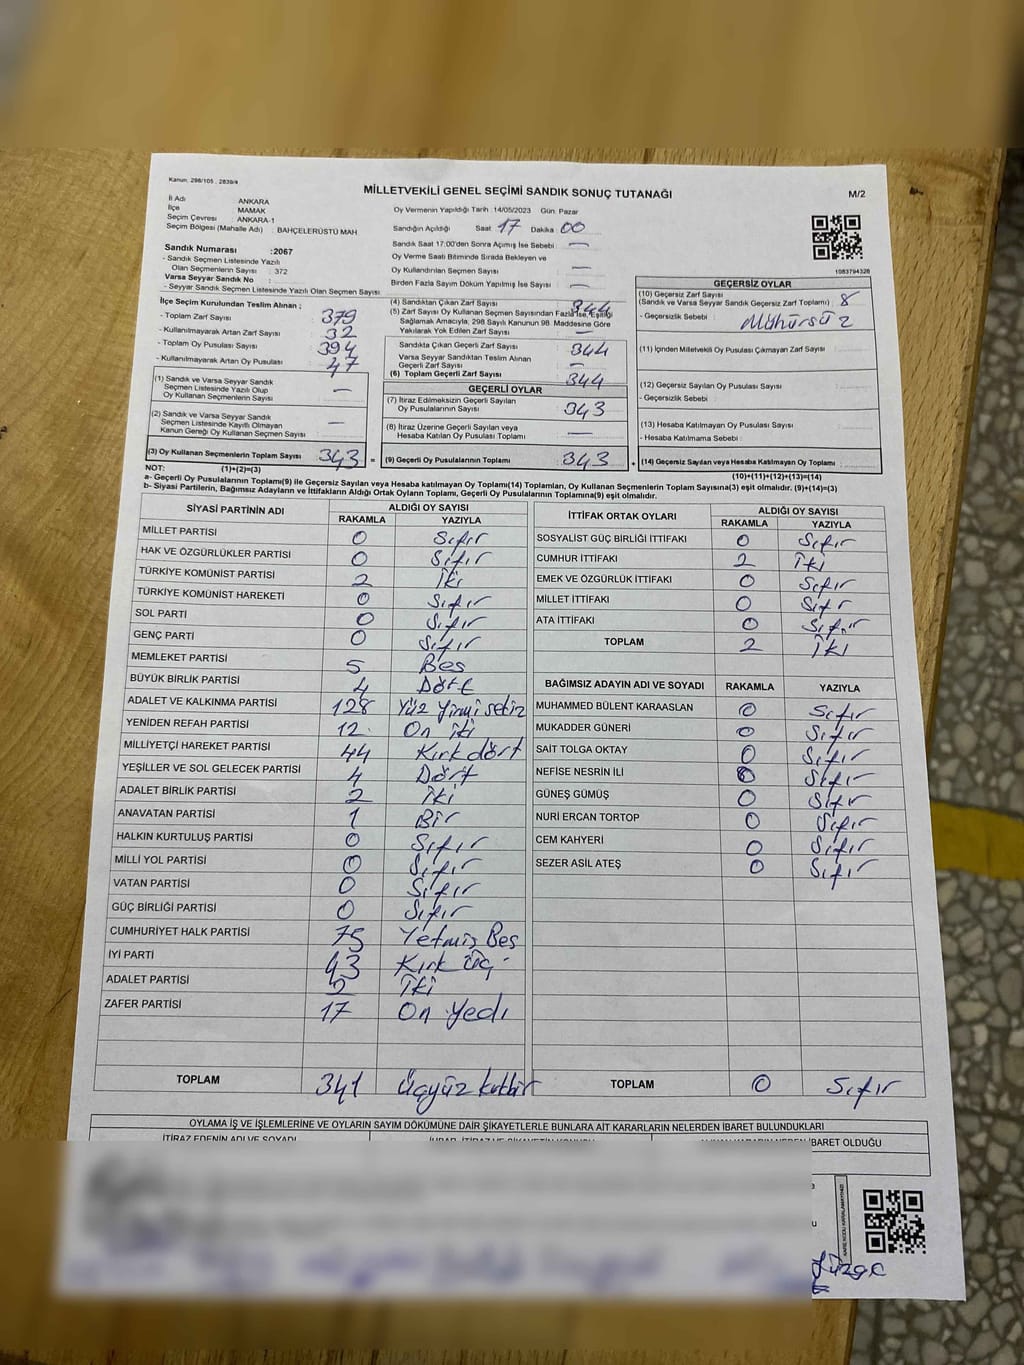 Kanun: 298/105 , 2839/4
MİLLETVEKİLİ GENEL SEÇİMİ SANDIK SONUÇ TUTANAĞI
M/2
İl Adı ANKARA
İlçe MAMAK
Seçim Çevresi : ANKARA-1
Seçim Bölgesi (Mahalle Adı) : BAHÇELERÜSTÜ MAH
Oy Vermenin Yapıldığı Tarih :14/05/2023 Gün: Pazar
Sandığın Açıldığı Saat 17 Dakika 00
Sandık Saat 17:00'den Sonra Açımış İse Sebebi : —
Oy Verme Saati Bitiminde Sırada Bekleyen ve
Oy Kullandırılan Seçmen Sayısı : —
Birden Fazla Sayım Döküm Yapılmış İse Sayısı : —
Sandık Numarası :2067
- Sandık Seçmen Listesinde Yazılı
Olan Seçmenlerin Sayısı : 372
Varsa Seyyar Sandık No :
- Seyyar Sandık Seçmen Listesinde Yazılı Olan Seçmen Sayısı
İlçe Seçim Kurulundan Teslim Alınan ;
- Toplam Zarf Sayısı : 379
- Kullanılmayarak Artan Zarf Sayısı : 32
- Toplam Oy Pusulası Sayısı : 394
- Kullanılmayarak Artan Oy Pusulası : 47
(1) Sandık ve Varsa Seyyar Sandık
Seçmen Listesinde Yazılı Olup
Oy Kullanan Seçmenlerin Sayısı : —
(2) Sandık ve Varsa Seyyar Sandık
Seçmen Listesinde Kayıtlı Olmayan
Kanun Gereği Oy Kullanan Seçmen Sayısı : —
(3) Oy Kullanan Seçmenlerin Toplam Sayısı : 343
(1)+(2)=(3)
(4) Sandıktan Çıkan Zarf Sayısı : 344
(5) Zarf Sayısı Oy Kullanan Seçmen Sayısından Fazla İse, Eşitliği
Sağlamak Amacıyla, 298 Sayılı Kanunun 98. Maddesine Göre
Yakılarak Yok Edilen Zarf Sayısı : —
Sandıkta Çıkan Geçerli Zarf Sayısı : 344
Varsa Seyyar Sandıktan Teslim Alınan
Geçerli Zarf Sayısı : —
(6) Toplam Geçerli Zarf Sayısı : 344
GEÇERLİ OYLAR
(7) İtiraz Edilmeksizin Geçerli Sayılan
Oy Pusulalarının Sayısı : 343
(8) İtiraz Üzerine Geçerli Sayılan veya
Hesaba Katılan Oy Pusulası Toplamı : —
= (9) Geçerli Oy Pusulalarının Toplamı : 343
1083794328
GEÇERSİZ OYLAR
(10) Geçersiz Zarf Sayısı
(Sandık ve Varsa Seyyar Sandık Geçersiz Zarf Toplamı) : 8
- Geçersizlik Sebebi : Mühürsüz
(11) İçinden Milletvekili Oy Pusulası Çıkmayan Zarf Sayısı :
(12) Geçersiz Sayılan Oy Pusulası Sayısı :
- Geçersizlik Sebebi :
(13) Hesaba Katılmayan Oy Pusulası Sayısı :
- Hesaba Katılmama Sebebi :
+ (14) Geçersiz Sayılan veya Hesaba Katılmayan Oy Toplamı :
(10)+(11)+(12)+(13)=(14)
NOT:
a- Geçerli Oy Pusulalarının Toplamı(9) ile Geçersiz Sayılan veya Hesaba Katılmayan Oy Toplamı(14) Toplamları, Oy Kullanan Seçmenlerin Toplam Sayısına(3) eşit olmalıdır. (9)+(14)=(3)
b- Siyasi Partilerin, Bağımsız Adayların ve İttifakların Aldığı Ortak Oyların Toplamı, Geçerli Oy Pusulalarının Toplamına(9) eşit olmalıdır.
SİYASİ PARTİNİN ADI ALDIĞI OY SAYISI
RAKAMLA YAZIYLA
MİLLET PARTİSİ 0 Sıfır
HAK VE ÖZGÜRLÜKLER PARTİSİ 0 Sıfır
TÜRKİYE KOMÜNİST PARTİSİ 2 İki
TÜRKİYE KOMÜNİST HAREKETİ 0 Sıfır
SOL PARTİ 0 Sıfır
GENÇ PARTİ 0 Sıfır
MEMLEKET PARTİSİ 5 Beş
BÜYÜK BİRLİK PARTİSİ 4 Dört
ADALET VE KALKINMA PARTİSİ 128 Yüz Yirmi sekiz
YENİDEN REFAH PARTİSİ 12 On iki
MİLLİYETÇİ HAREKET PARTİSİ 44 Kırk dört
YEŞİLLER VE SOL GELECEK PARTİSİ 4 Dört
ADALET BİRLİK PARTİSİ 2 İki
ANAVATAN PARTİSİ 1 Bir
HALKIN KURTULUŞ PARTİSİ 0 Sıfır
MİLLİ YOL PARTİSİ 0 Sıfır
VATAN PARTİSİ 0 Sıfır
GÜÇ BİRLİĞİ PARTİSİ 0 Sıfır
CUMHURİYET HALK PARTİSİ 75 Yetmiş Beş
İYİ PARTİ 43 Kırk Üç
ADALET PARTİSİ 2 İki
ZAFER PARTİSİ 17 On Yedi
TOPLAM 341 Üçyüz kırkbir
İTTİFAK ORTAK OYLARI ALDIĞI OY SAYISI
RAKAMLA YAZIYLA
SOSYALİST GÜÇ BİRLİĞİ İTTİFAKI 0 Sıfır
CUMHUR İTTİFAKI 2 İki
EMEK VE ÖZGÜRLÜK İTTİFAKI 0 Sıfır
MİLLET İTTİFAKI 0 Sıfır
ATA İTTİFAKI 0 Sıfır
TOPLAM 2 İki
BAĞIMSIZ ADAYIN ADI VE SOYADI RAKAMLA YAZIYLA
MUHAMMED BÜLENT KARAASLAN 0 Sıfır
MUKADDER GÜNERİ 0 Sıfır
SAİT TOLGA OKTAY 0 Sıfır
NEFİSE NESRİN İLİ 0 Sıfır
GÜNEŞ GÜMÜŞ 0 Sıfır
NURİ ERCAN TORTOP 0 Sıfır
CEM KAHYERİ 0 Sıfır
SEZER ASİL ATEŞ 0 Sıfır
TOPLAM 0 Sıfır
OYLAMA İŞ VE İŞLEMLERİNE VE OYLARIN SAYIM DÖKÜMÜNE DAİR ŞİKAYETLERLE BUNLARA AİT KARARLARIN NELERDEN İBARET BULUNDUKLARI
İTİRAZ EDENİN ADI VE SOYADI
İBARET OLDUĞU